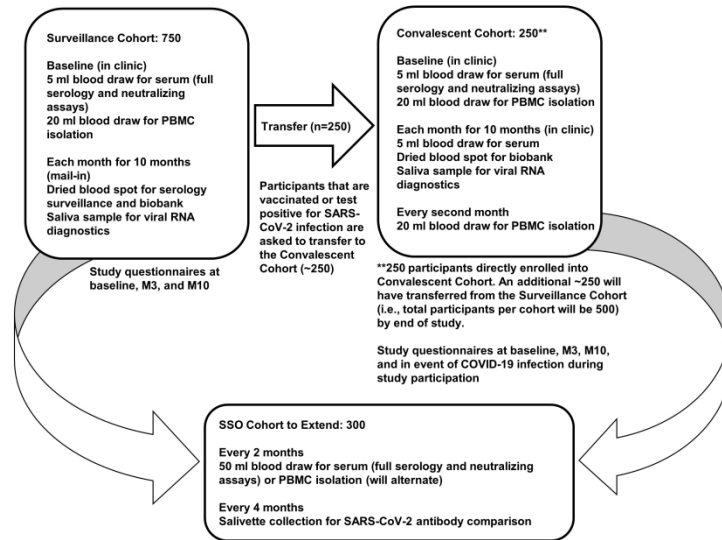 Surveillance Cohort: 750
Baseline (in clinic)
5 ml blood draw for serum (full
serology and neutralizing
assays)
20 ml blood draw for PBMC
isolation
Each month for 10 months
(mail-in)
Dried blood spot for serology
surveillance and biobank
Saliva sample for viral RNA
diagnostics
Study questionnaires at
baseline, M3, and M10
Transfer (n=250)
Participants that are
vaccinated or test
positive for SARS-
CoV-2 infection are
asked to transfer to
the Convalescent
Cohort (~250)
Convalescent Cohort: 250**
Baseline (in clinic)
5 ml blood draw for serum (full
serology and neutralizing assays)
20 ml blood draw for PBMC isolation
Each month for 10 months (in clinic)
5 ml blood draw for serum
Dried blood spot for biobank
Saliva sample for viral RNA
diagnostics
Every second month
20 ml blood draw for PBMC isolation
**250 participants directly enrolled into
Convalescent Cohort. An additional ~250 will
have transferred from the Surveillance Cohort
(i.e., total participants per cohort will be 500)
by end of study.
Study questionnaires at baseline, M3, M10,
and in event of COVID-19 infection during
study participation
SSO Cohort to Extend: 300
Every 2 months
50 ml blood draw for serum (full serology and neutralizing
assays) or PBMC isolation (will alternate)
Every 4 months
Salivette collection for SARS-CoV-2 antibody comparison